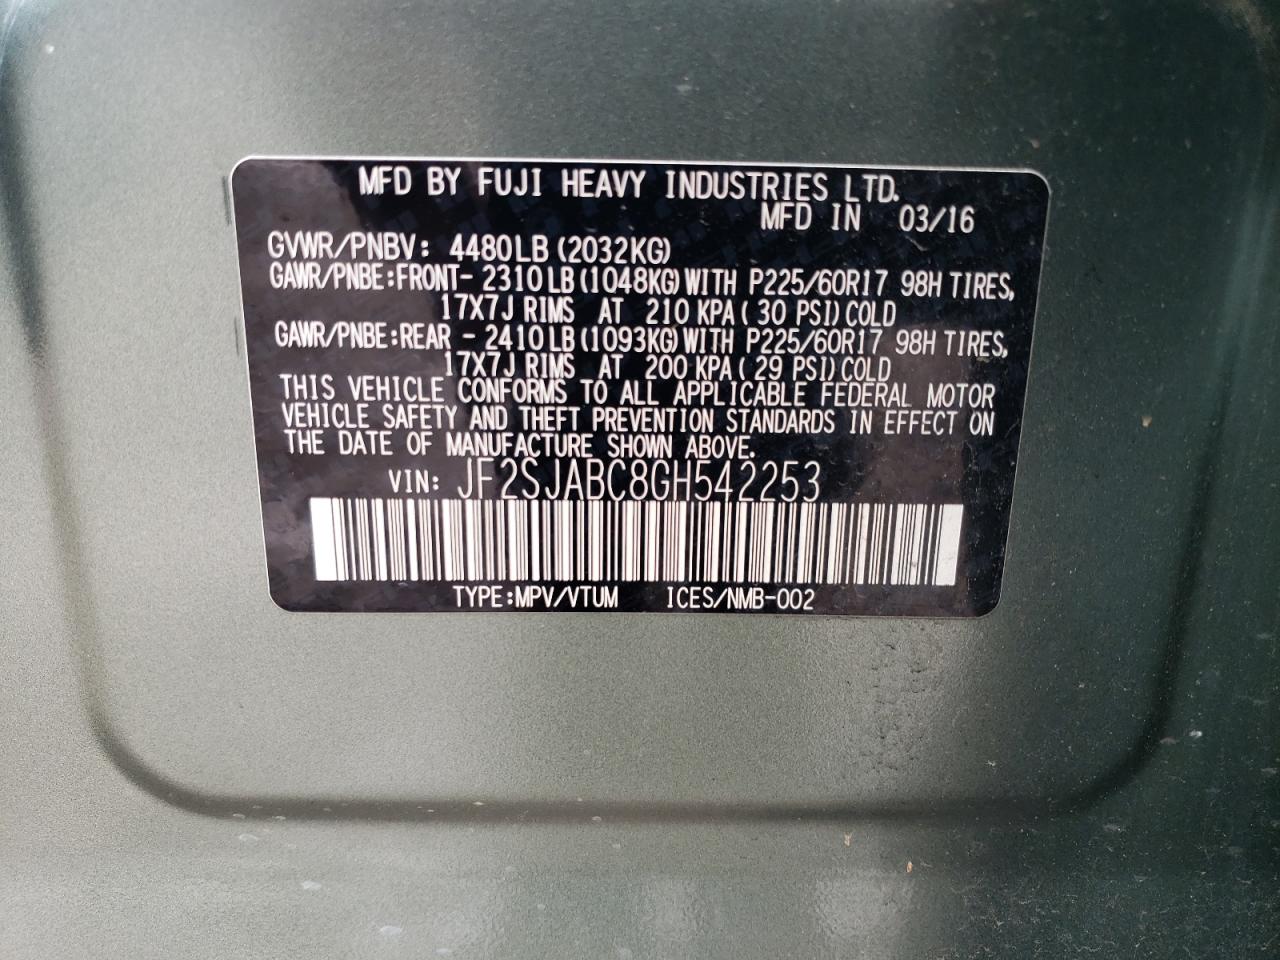 MFD BY FUJI HEAVY INDUSTRIES LTD.
MFD IN 03/16
GVWR/PNBV: 4480LB (2032KG)
GAWR/PNBE:FRONT- 2310LB (1048KG) WITH P225/60R17 98H TIRES,
17X7J RIMS AT 210 KPA ( 30 PSI) COLD
GAWR/PNBE:REAR - 2410LB (1093KG) WITH P225/60R17 98H TIRES,
17X7J RIMS AT 200 KPA ( 29 PSI) COLD
THIS VEHICLE CONFORMS TO ALL APPLICABLE FEDERAL MOTOR
VEHICLE SAFETY AND THEFT PREVENTION STANDARDS IN EFFECT ON
THE DATE OF MANUFACTURE SHOWN ABOVE.
VIN: JF2SJABC8GH542253
TYPE:MPV/VTUM ICES/NMB-002